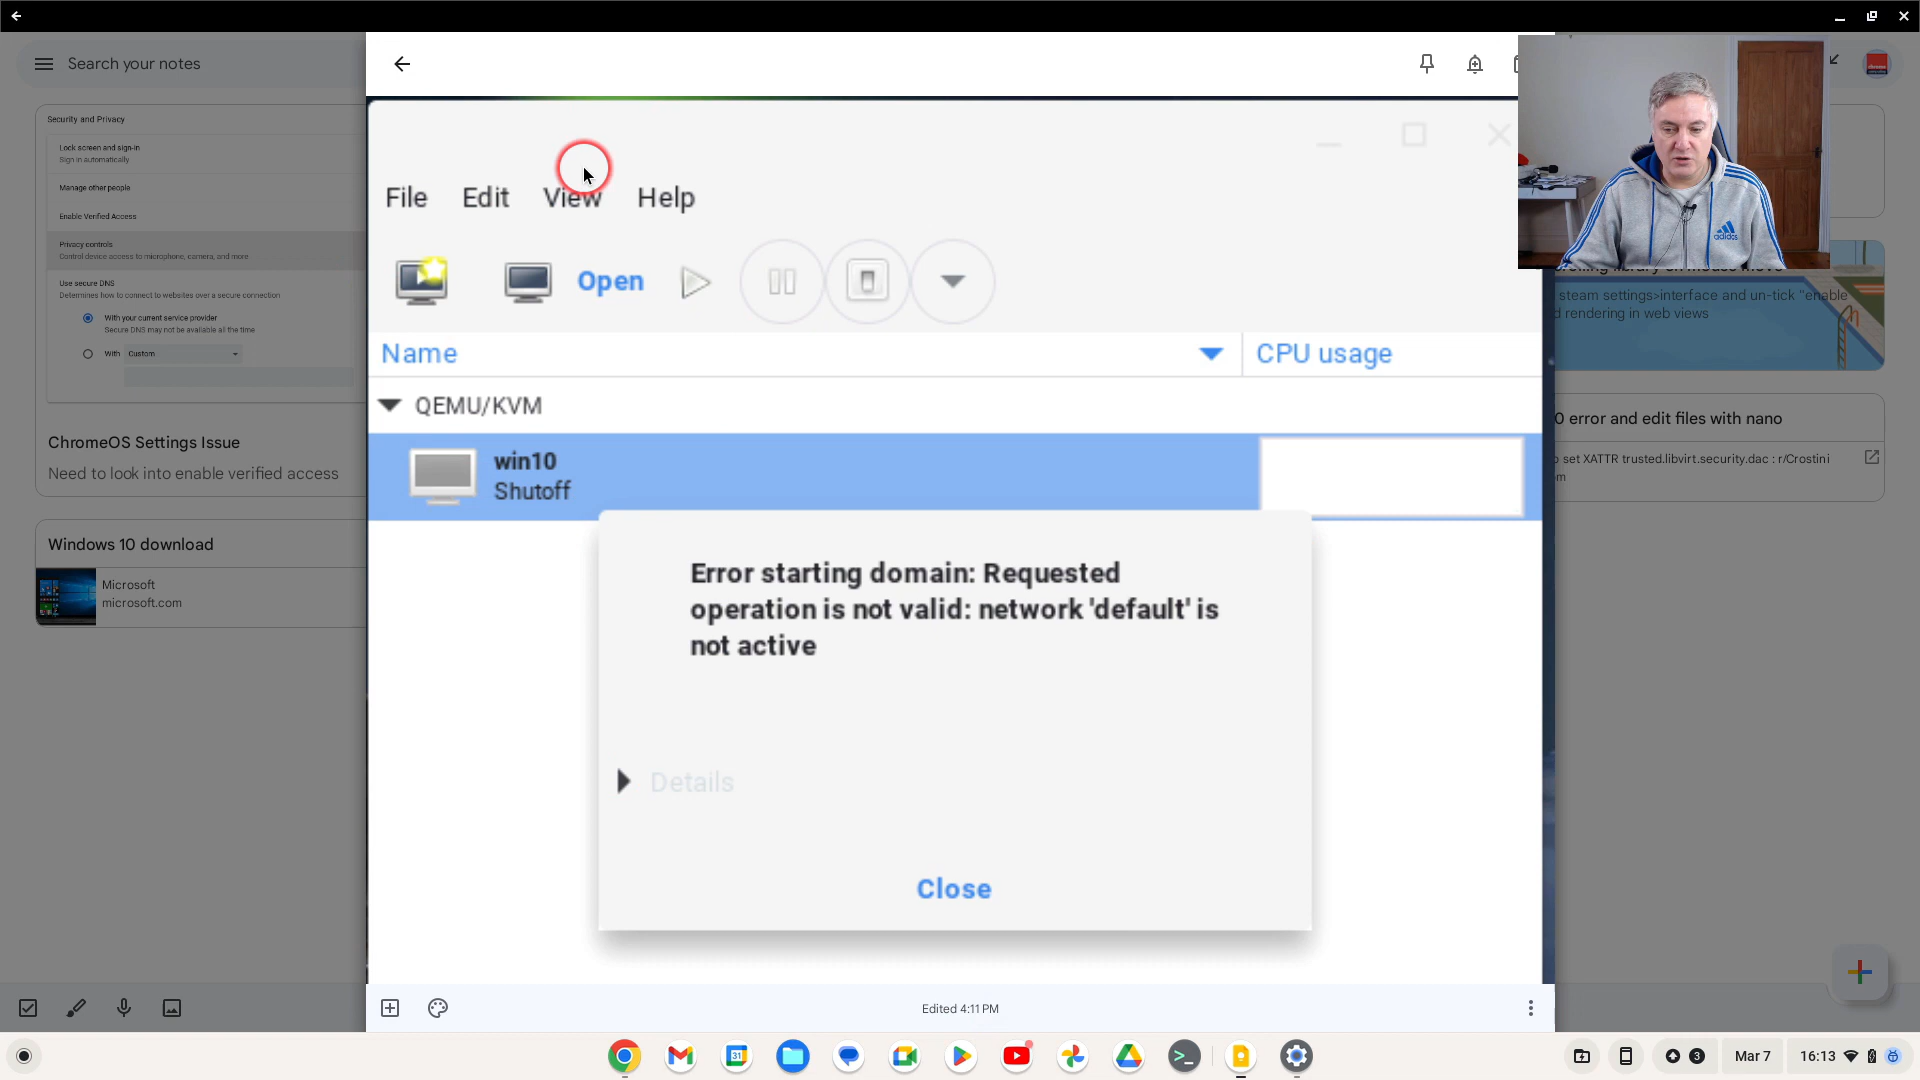 Search your notes
Security and Privacy
Lock screen and sign-in
Sign in automatically
Manage other people
Enable Verified Access
Privacy controls
Control device access to microphone, camera, and more
Use secure DNS
Determines how to connect to websites over a secure connection
With your current service provider
Secure DNS may not be available all the time
With
Custom
ChromeOS Settings Issue
Need to look into enable verified access
Windows 10 download
Microsoft
microsoft.com
File Edit View Help
Open
Name
CPU usage
QEMU/KVM
win10
Shutoff
Error starting domain: Requested
operation is not valid: network 'default' is
not active
Details
Close
Edited 4:11 PM
adidas
steam settings>interface and un-tick "enable
d rendering in web views
0 error and edit files with nano
set XATTR trusted.libvirt.security.dac : r/Crostini
m
31
3
Mar 7
16:13